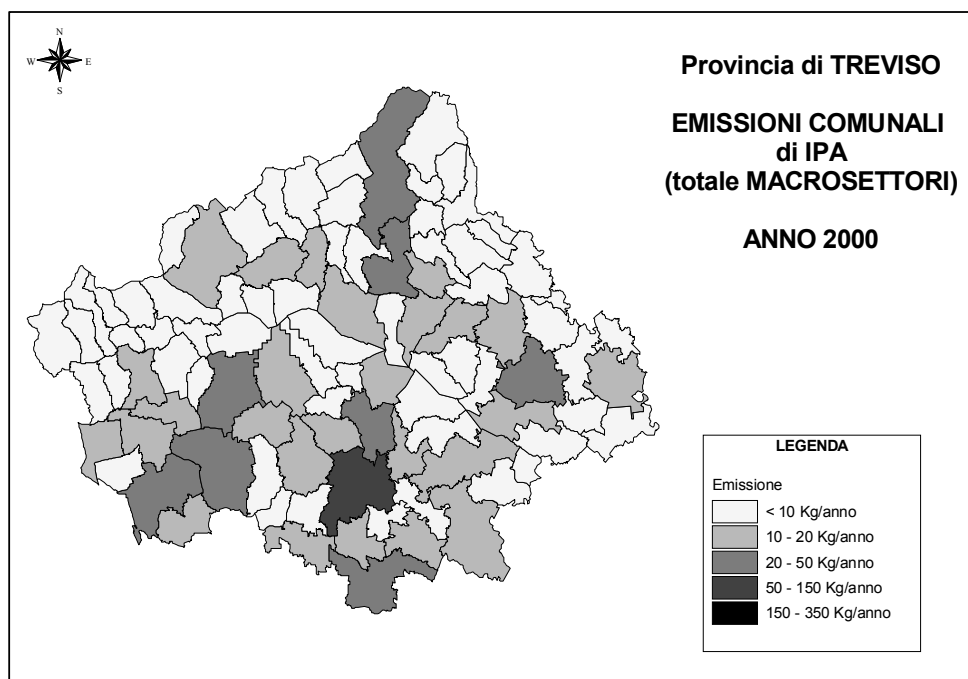 N
W E
S
Provincia di TREVISO
EMISSIONI COMUNALI
di IPA
(totale MACROSETTORI)
ANNO 2000
LEGENDA
Emissione
< 10 Kg/anno
10 - 20 Kg/anno
20 - 50 Kg/anno
50 - 150 Kg/anno
150 - 350 Kg/anno